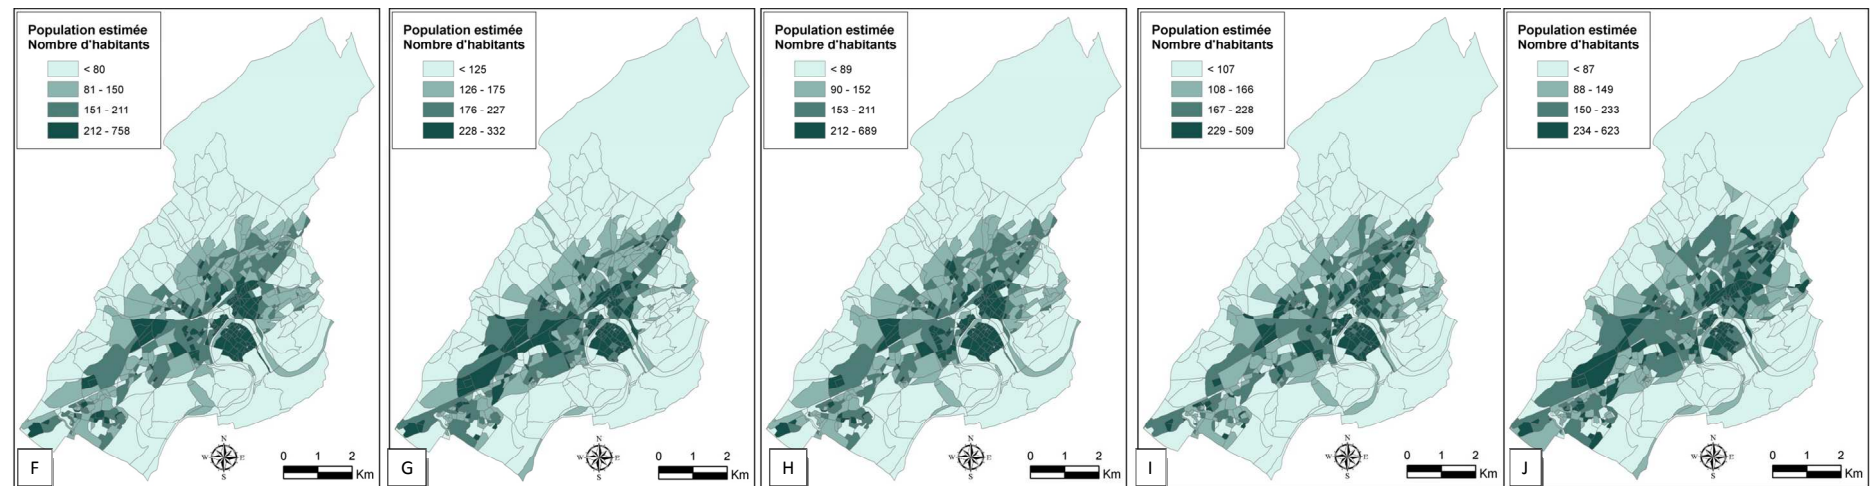 Population estimée
Nombre d'habitants
< 80
81 - 150
151 - 211
212 - 758
N
W E
S
0 1 2
Km
F
Population estimée
Nombre d'habitants
< 125
126 - 175
176 - 227
228 - 332
N
W E
S
0 1 2
Km
G
Population estimée
Nombre d'habitants
< 89
90 - 152
153 - 211
212 - 689
N
W E
S
0 1 2
Km
H
Population estimée
Nombre d'habitants
< 107
108 - 166
167 - 228
229 - 509
N
W E
S
0 1 2
Km
I
Population estimée
Nombre d'habitants
< 87
88 - 149
150 - 233
234 - 623
N
W E
S
0 1 2
Km
J